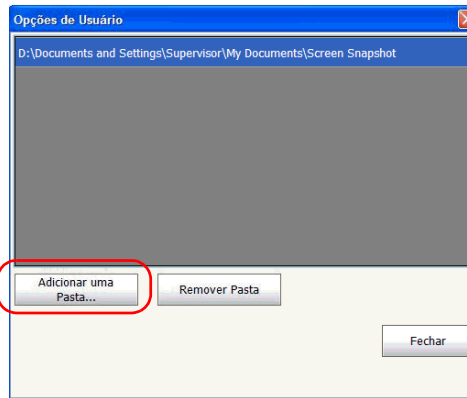 Opções de Usuário
D:\Documents and Settings\Supervisor\My Documents\Screen Snapshot
Adicionar uma
Pasta...
Remover Pasta
Fechar